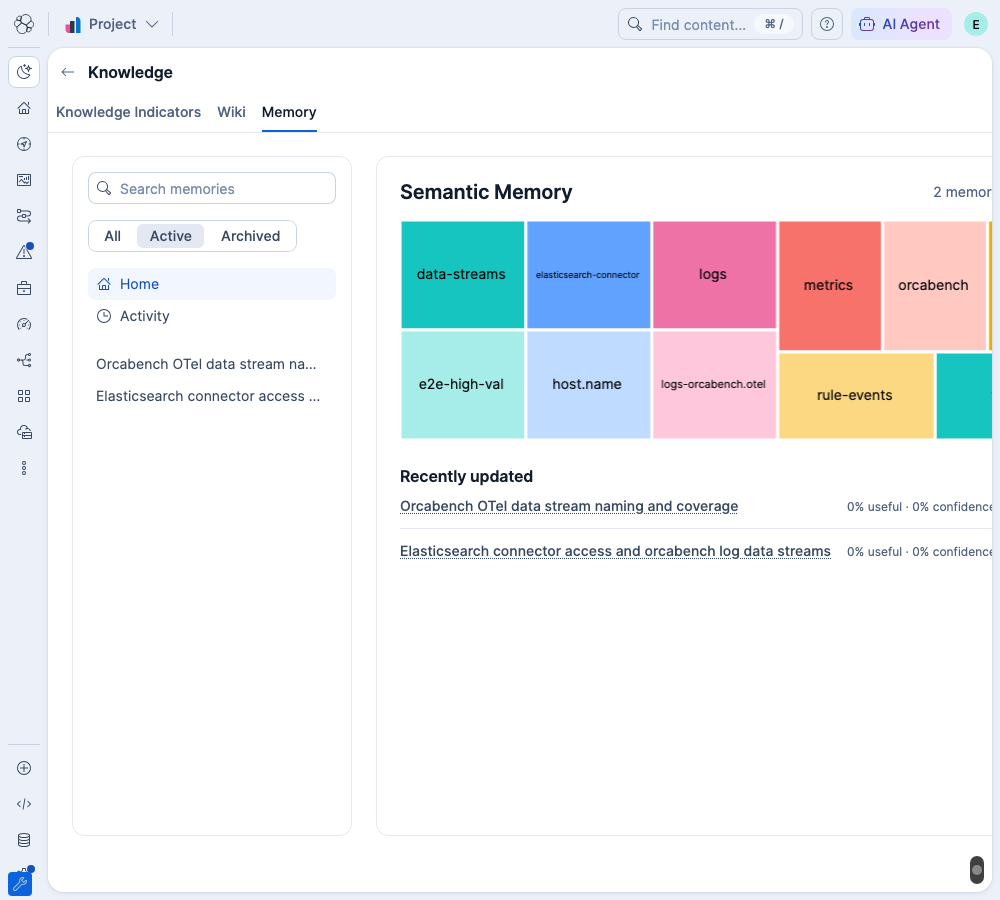 Project
Find content...
⌘ /
AI Agent
E
Knowledge
Knowledge Indicators
Wiki
Memory
Search memories
All
Active
Archived
Home
Activity
Orcabench OTel data stream na...
Elasticsearch connector access ...
Semantic Memory
2 memor
data-streams
elasticsearch-connector
logs
metrics
orcabench
e2e-high-val
host.name
logs-orcabench.otel
rule-events
Recently updated
Orcabench OTel data stream naming and coverage
0% useful · 0% confidence
Elasticsearch connector access and orcabench log data streams
0% useful · 0% confidence